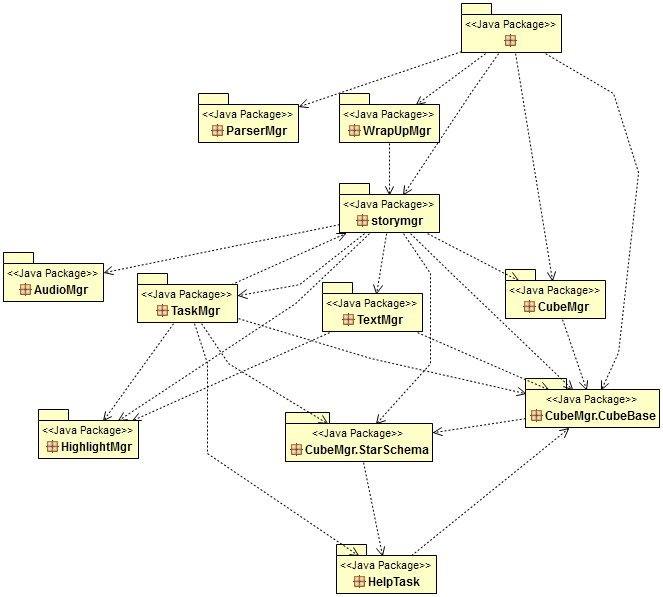 <<Java Package>>
<<Java Package>>
ParserMgr
<<Java Package>>
WrapUpMgr
<<Java Package>>
storymgr
<<Java Package>>
AudioMgr
<<Java Package>>
TaskMgr
<<Java Package>>
TextMgr
<<Java Package>>
CubeMgr
<<Java Package>>
CubeMgr.CubeBase
<<Java Package>>
HighlightMgr
<<Java Package>>
CubeMgr.StarSchema
<<Java Package>>
HelpTask